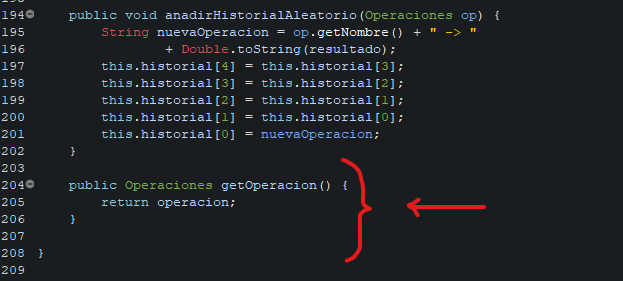 194 public void anadirHistorialAleatorio(Operaciones op) {
195 String nuevaOperacion = op.getNombre() + " -> "
196 + Double.toString(resultado);
197 this.historial[4] = this.historial[3];
198 this.historial[3] = this.historial[2];
199 this.historial[2] = this.historial[1];
200 this.historial[1] = this.historial[0];
201 this.historial[0] = nuevaOperacion;
202 }
203
204 public Operaciones getOperacion() {
205 return operacion;
206 }
207
208 }
209